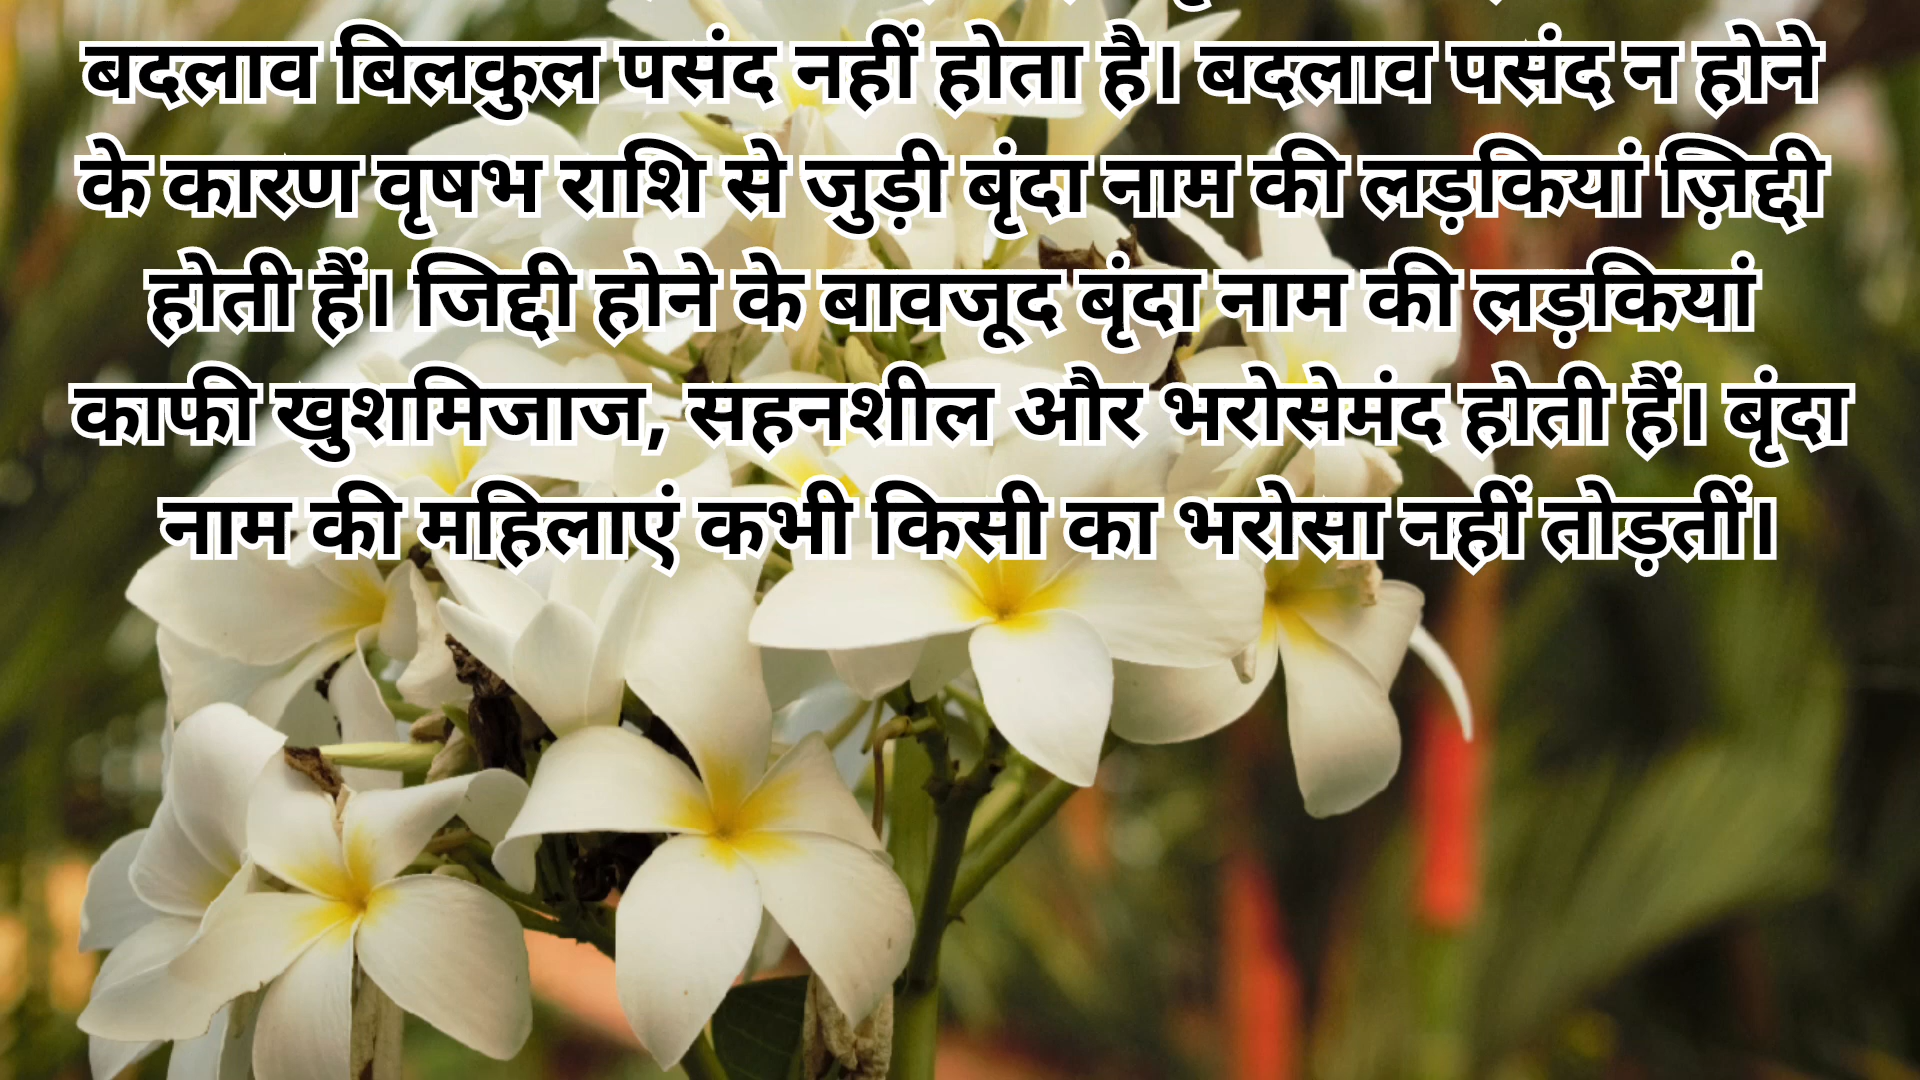 बदलाव बिलकुल पसंद नहीं होता है। बदलाव पसंद न होने
के कारण वृषभ राशि से जुड़ी बृंदा नाम की लड़कियां ज़िद्दी
होती हैं। जिद्दी होने के बावजूद बृंदा नाम की लड़कियां
काफी खुशमिजाज, सहनशील और भरोसेमंद होती हैं। बृंदा
नाम की महिलाएं कभी किसी का भरोसा नहीं तोड़तीं।